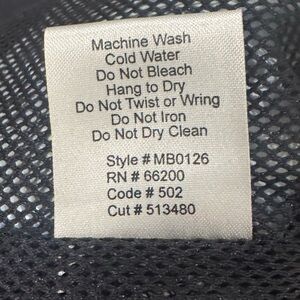 Machine Wash
Cold Water
Do Not Bleach
Hang to Dry
Do Not Twist or Wring
Do Not Iron
Do Not Dry Clean
Style # MB0126
RN # 66200
Code # 502
Cut # 513480